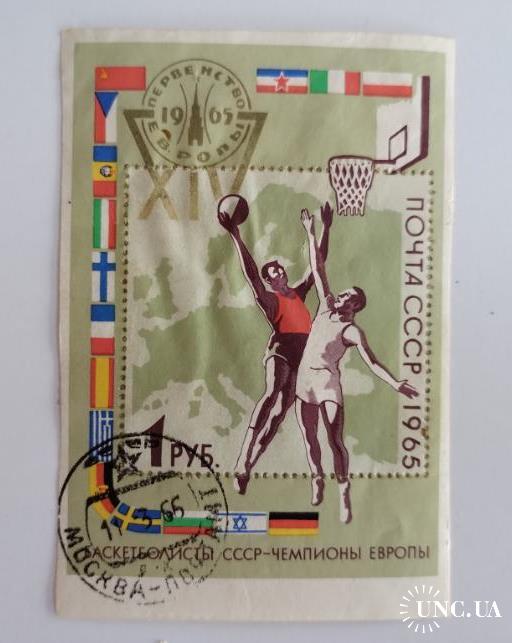 ПЕРВЕНСТВО
1965
ЕВРОПЫ
XIV
ПОЧТА СССР 1965
1 РУБ.
МОСКВА-
БАСКЕТБОЛИСТЫ СССР-ЧЕМПИОНЫ ЕВРОПЫ
UNC.UA